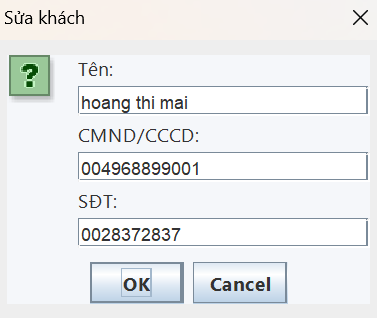 Sửa khách
Tên:
hoang thi mai
CMND/CCCD:
004968899001
SĐT:
0028372837
OK Cancel